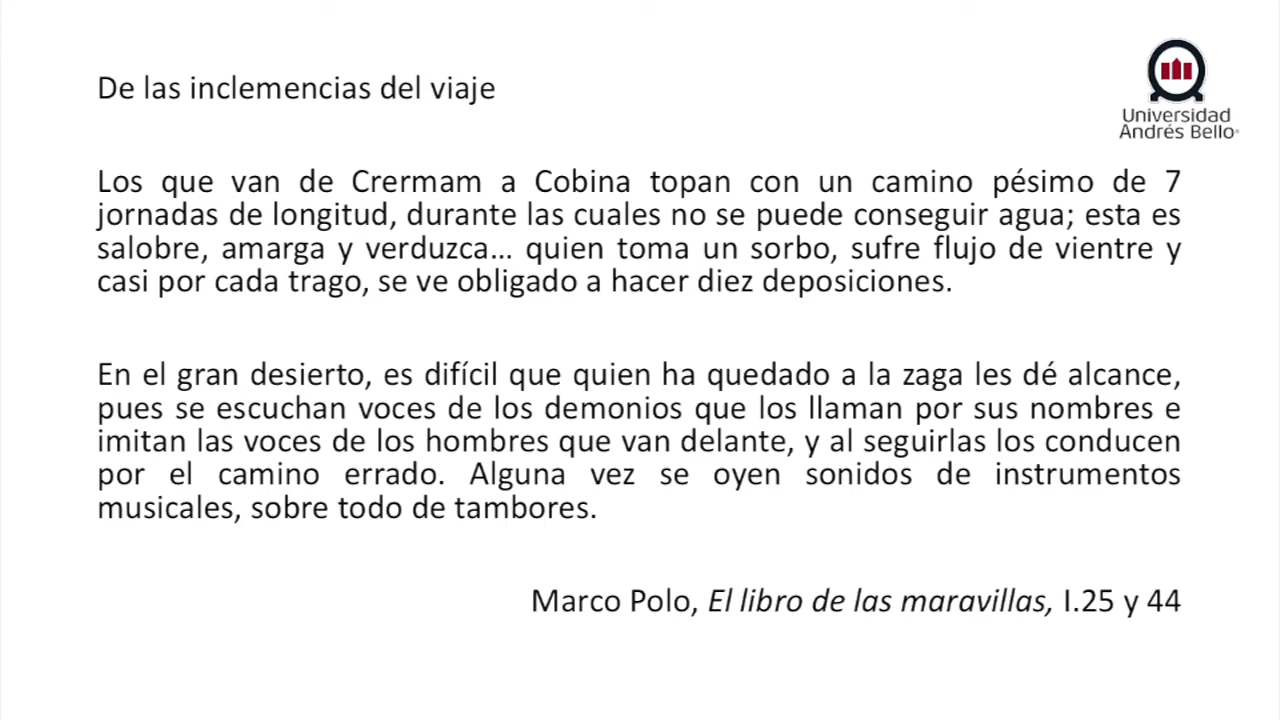 De las inclemencias del viaje
Universidad
Andrés Bello
Los que van de Crermam a Cobina topan con un camino pésimo de 7
jornadas de longitud, durante las cuales no se puede conseguir agua; esta es
salobre, amarga y verduzca... quien toma un sorbo, sufre flujo de vientre y
casi por cada trago, se ve obligado a hacer diez deposiciones.
En el gran desierto, es difícil que quien ha quedado a la zaga les dé alcance,
pues se escuchan voces de los demonios que los llaman por sus nombres e
imitan las voces de los hombres que van delante, y al seguirlas los conducen
por el camino errado. Alguna vez se oyen sonidos de instrumentos
musicales, sobre todo de tambores.
Marco Polo, El libro de las maravillas, I.25 y 44